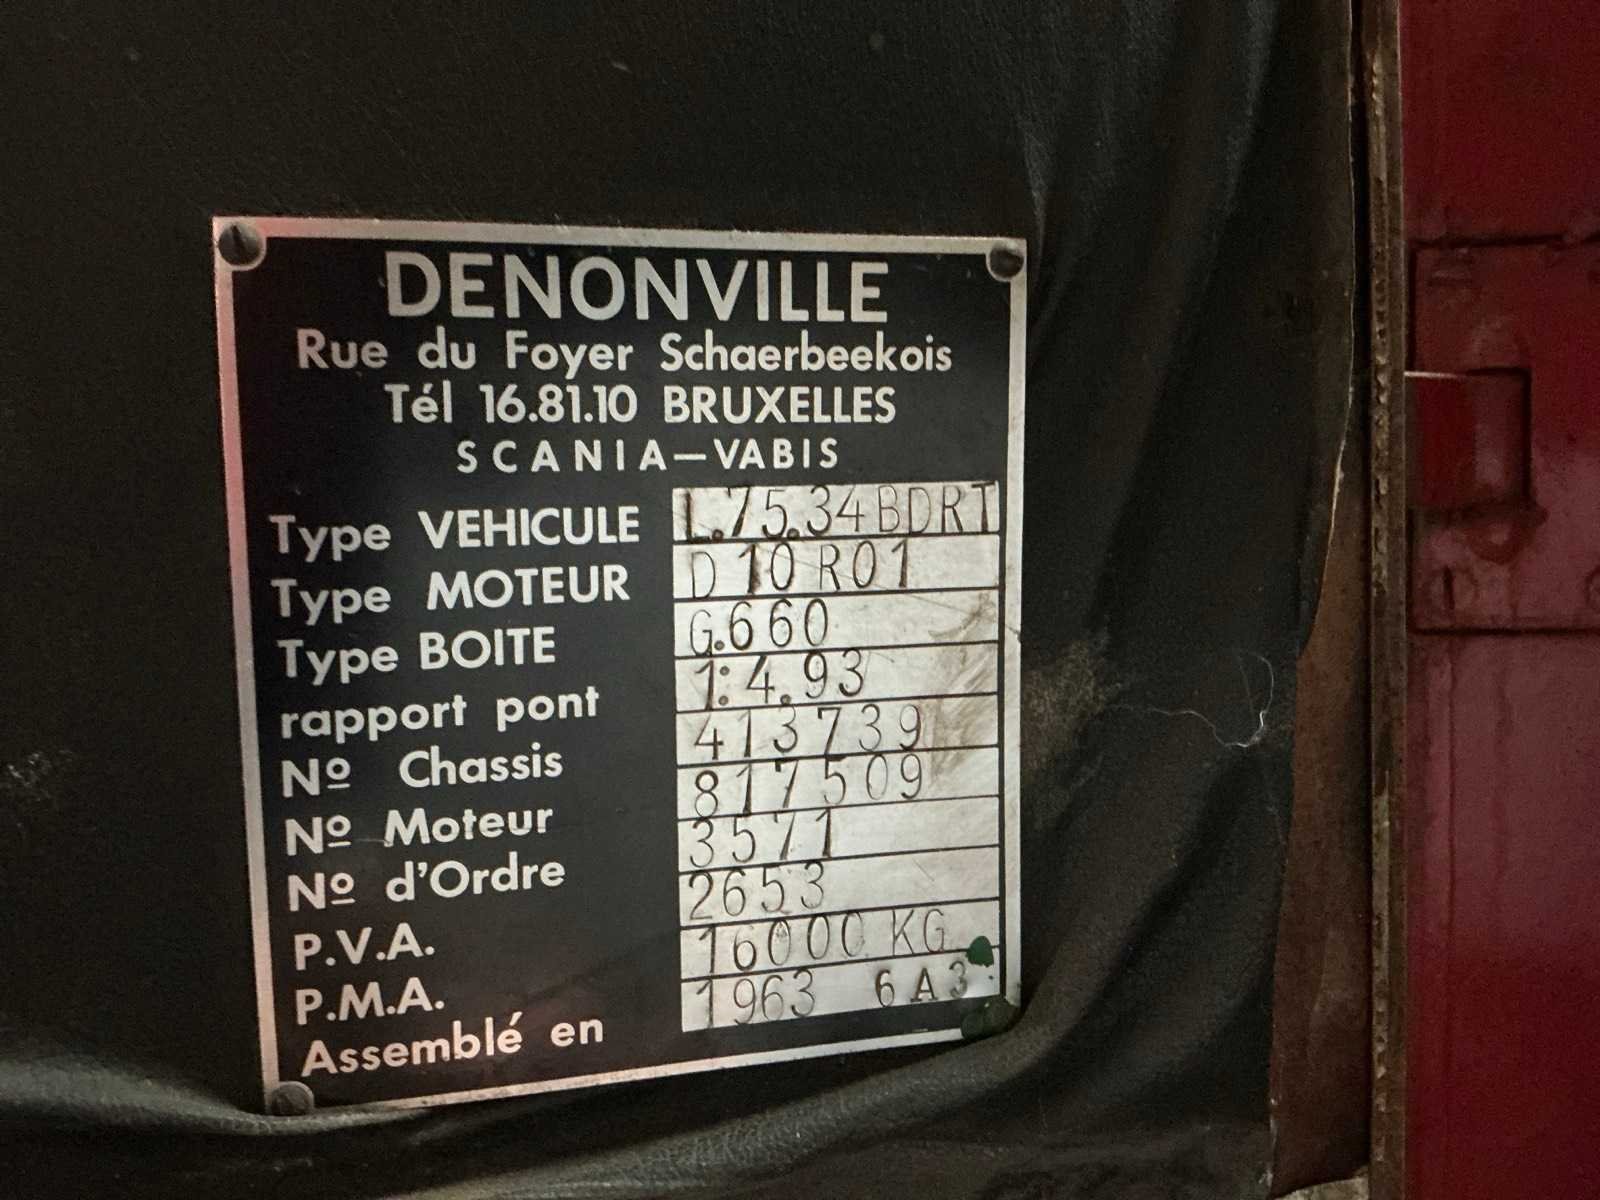 DENONVILLE
Rue du Foyer Schaerbeekois
Tél 16.81.10 BRUXELLES
SCANIA—VABIS
Type VEHICULE L.75.34BDRT
Type MOTEUR D10R01
Type BOITE G.660
rapport pont 1:4.93
Nº Chassis 413739
Nº Moteur 817509
Nº d'Ordre 3571
P.V.A. 2653
P.M.A. 16000 KG
Assemblé en 1963 6A3